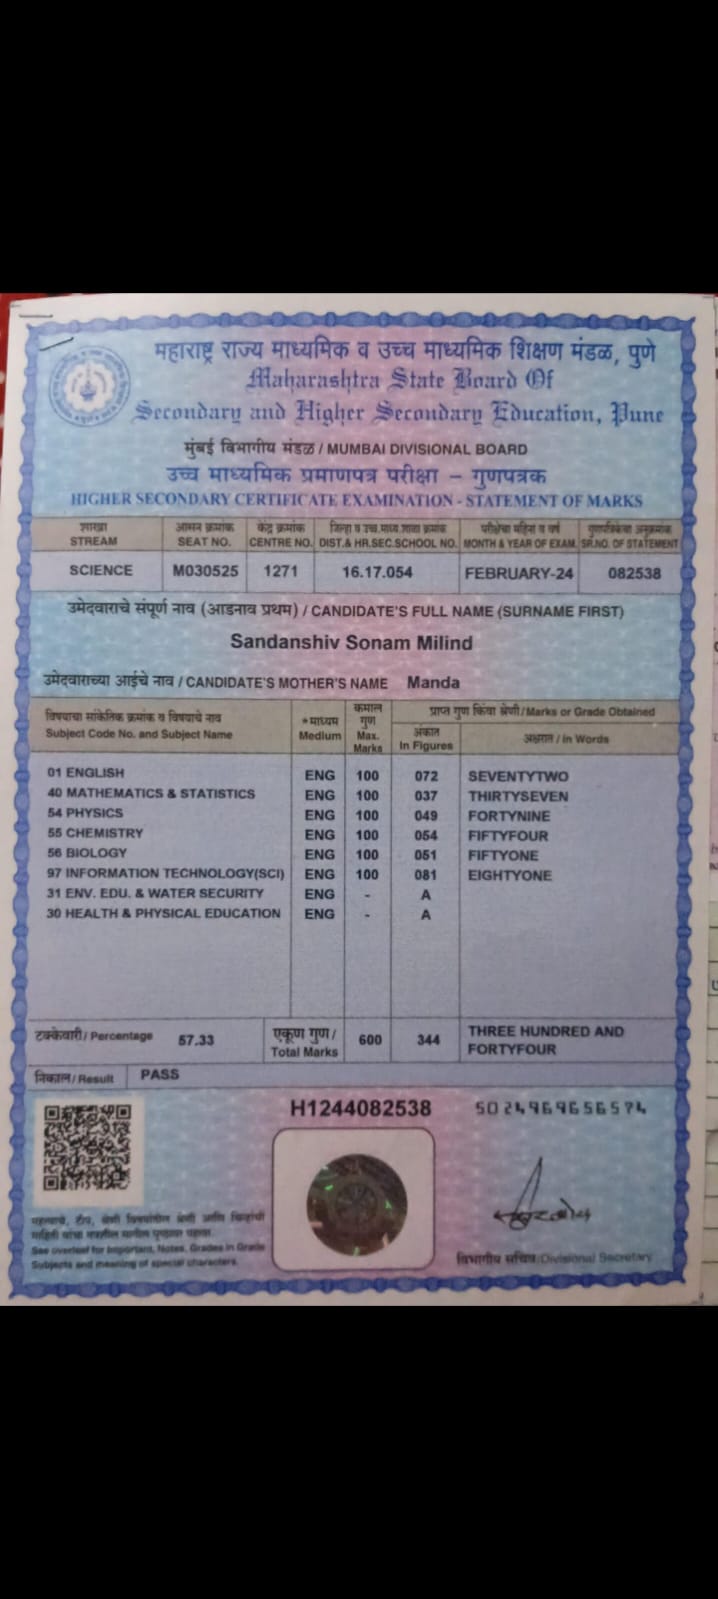 महाराष्ट्र राज्य माध्यमिक व उच्च माध्यमिक शिक्षण मंडळ, पुणे
Maharashtra State Board Of
Secondary and Higher Secondary Education, Pune
मुंबई विभागीय मंडळ / MUMBAI DIVISIONAL BOARD
उच्च माध्यमिक प्रमाणपत्र परीक्षा – गुणपत्रक
HIGHER SECONDARY CERTIFICATE EXAMINATION - STATEMENT OF MARKS
शाखा आसन क्रमांक केंद्र क्रमांक जिल्हा व उच्च.माध्य.शाळा क्रमांक परीक्षेचा महिना व वर्ष गुणपत्रिकेचा अनुक्रमांक
STREAM SEAT NO. CENTRE NO. DIST.& HR.SEC.SCHOOL NO. MONTH & YEAR OF EXAM. SR.NO. OF STATEMENT
SCIENCE M030525 1271 16.17.054 FEBRUARY-24 082538
उमेदवाराचे संपूर्ण नाव (आडनाव प्रथम) / CANDIDATE'S FULL NAME (SURNAME FIRST)
Sandanshiv Sonam Milind
उमेदवाराच्या आईचे नाव / CANDIDATE'S MOTHER'S NAME Manda
विषयाचा सांकेतिक क्रमांक व विषयाचे नाव
Subject Code No. and Subject Name
* माध्यम
Medium
कमाल
गुण
Max.
Marks
प्राप्त गुण किंवा श्रेणी/Marks or Grade Obtained
अंकात
In Figures
अक्षरात / In Words
01 ENGLISH ENG 100 072 SEVENTYTWO
40 MATHEMATICS & STATISTICS ENG 100 037 THIRTYSEVEN
54 PHYSICS ENG 100 049 FORTYNINE
55 CHEMISTRY ENG 100 054 FIFTYFOUR
56 BIOLOGY ENG 100 051 FIFTYONE
97 INFORMATION TECHNOLOGY(SCI) ENG 100 081 EIGHTYONE
31 ENV. EDU. & WATER SECURITY ENG - A
30 HEALTH & PHYSICAL EDUCATION ENG - A
टक्केवारी/ Percentage 57.33
एकूण गुण /
Total Marks
600 344
THREE HUNDRED AND
FORTYFOUR
निकाल/ Result PASS
H1244082538 5024969656574
महत्वाचे, टीप, श्रेणी विषयांतील श्रेणी आणि चिन्हांची
माहिती यांचा
See overleaf for Important, Notes, Grades in Grade
Subjects and meaning of special characters.
विभागीय सचिव/Divisional Secretary